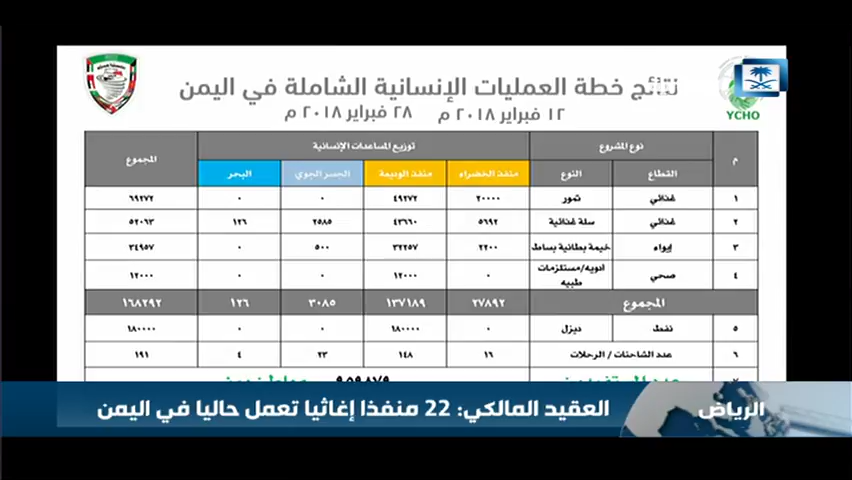 نتائج خطة العمليات الإنسانية الشاملة في اليمن
١٢ فبراير ٢٠١٨ م ٢٨ فبراير ٢٠١٨ م
YCHO
م نوع المشروع توزيع المساعدات الإنسانية المجموع
القطاع النوع منفذ الخضراء منفذ الوديعة الجسر الجوي البحر
١ غذائي تمور ٢٠٠٠٠ ٤٩٢٧٢ ٠ ٠ ٦٩٢٧٢
٢ غذائي سلة غذائية ٥٦٩٢ ٤٣٦٦٠ ٢٥٨٥ ١٢٦ ٥٢٠٦٣
٣ إيواء خيمة بطانية بساط ٢٢٠٠ ٣٢٢٥٧ ٥٠٠ ٠ ٣٤٩٥٧
٤ صحي أدوية/مستلزمات طبيه ٠ ١٢٠٠٠ ٠ ٠ ١٢٠٠٠
المجموع ٢٧٨٩٢ ١٣٧١٨٩ ٣٠٨٥ ١٢٦ ١٦٨٢٩٢
٥ نفط ديزل ٠ ١٨٠٠٠٠ ٠ ٠ ١٨٠٠٠٠
٦ عدد الشاحنات / الرحلات ١٦ ١٤٨ ٢٣ ٤ ١٩١
الرياض
العقيد المالكي: 22 منفذا إغاثيا تعمل حاليا في اليمن